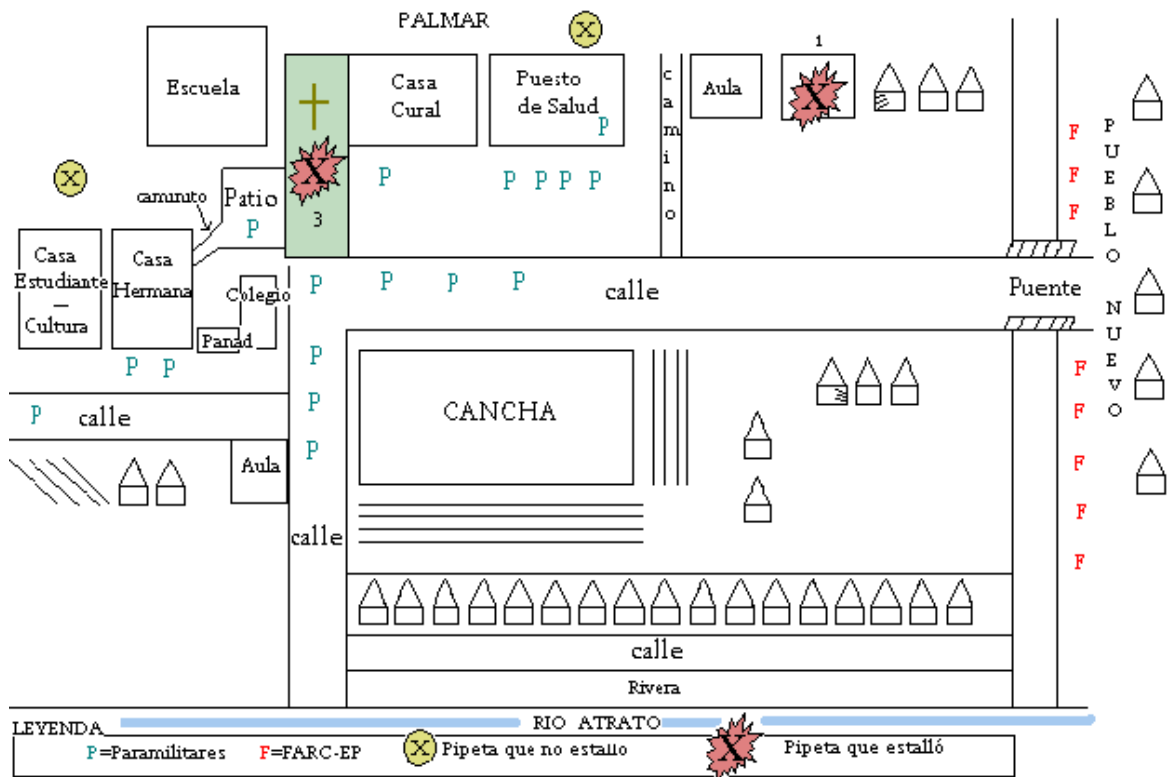 PALMAR
X
X
1
Escuela
Casa
Cural
Puesto
de Salud
P
camino
Aula
X
F
F
F
PUEBLO
X
X
P
P P P P
caminito
Patio
P
3
Casa
Estudiante
–
Cultura
Casa
Hermana
Colegio
Panad
P
P
P
P
calle
Puente
NUEVO
P
P
P
P
P
P
calle
CANCHA
F
F
F
F
F
Aula
calle
calle
Rivera
RIO ATRATO
LEYENDA
P=Paramilitares
F=FARC-EP
X Pipeta que no estallo
X Pipeta que estalló